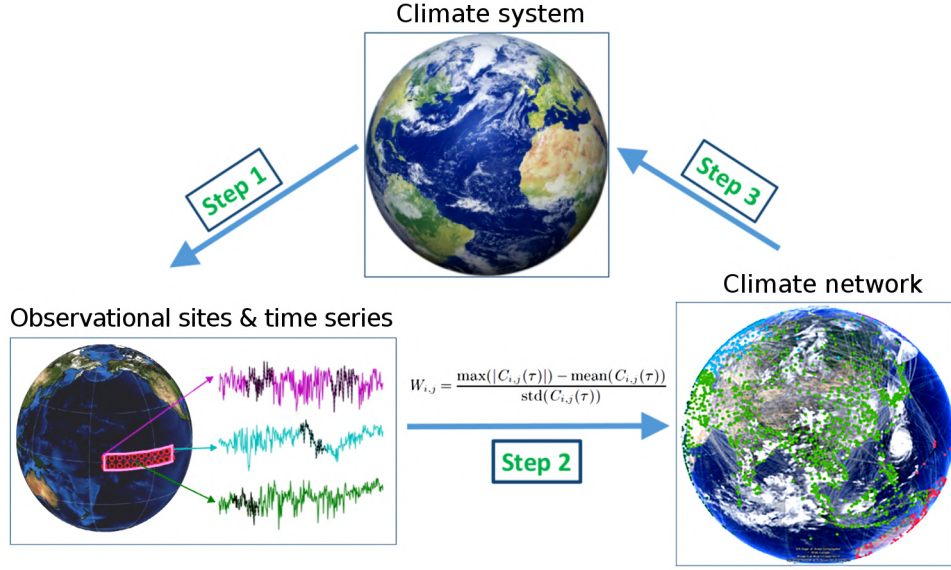 Climate system
Step 1
Step 3
Climate network
Observational sites & time series
W_{i,j} = \frac{max(|C_{i,j}(τ)|) − mean(C_{i,j}(τ))}{std(C_{i,j}(τ))}
Step 2